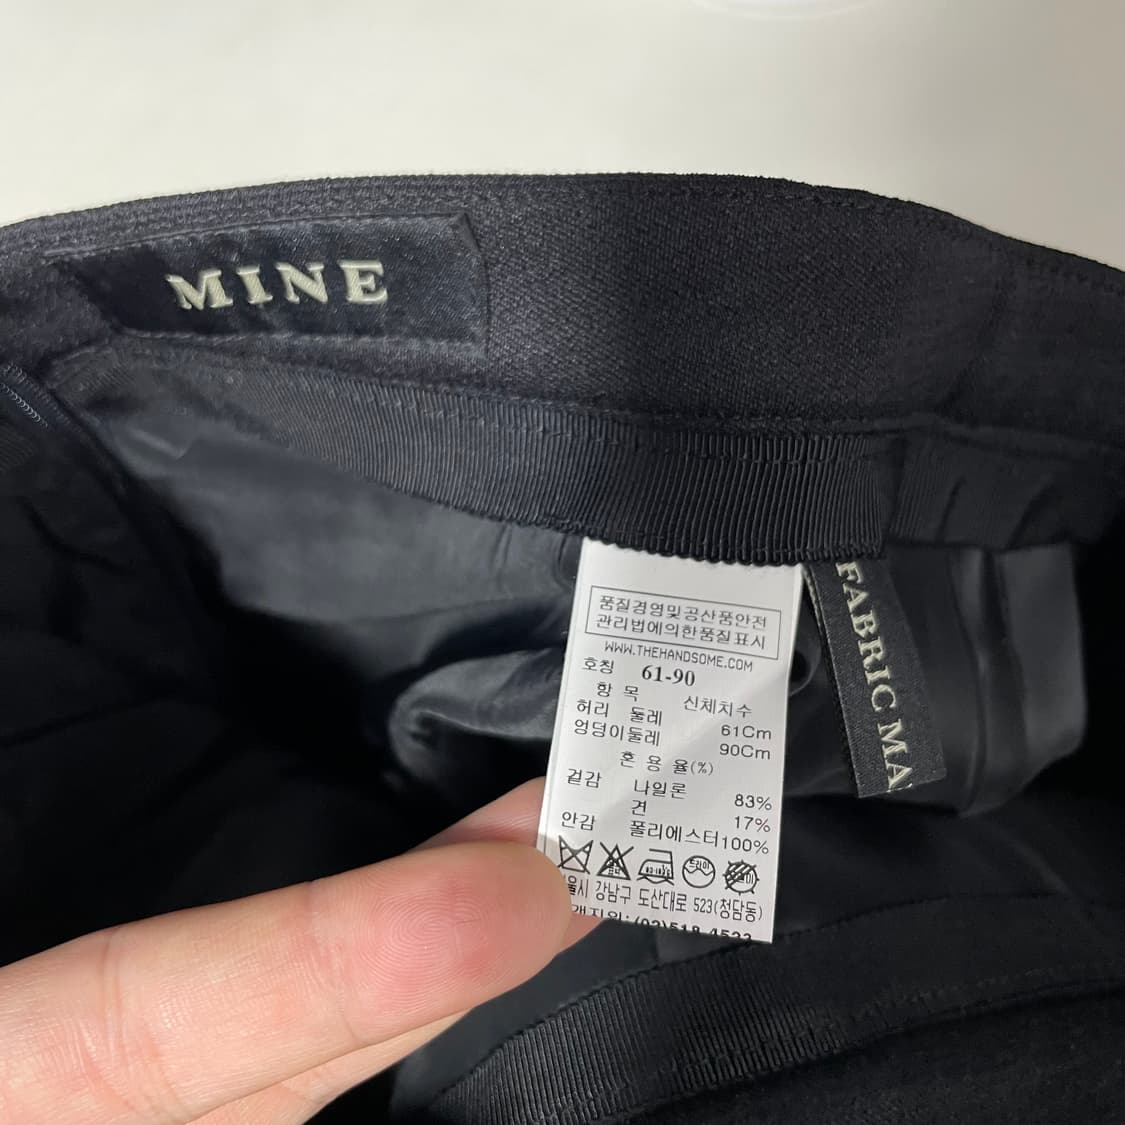 MINE
품질경영및공산품안전
관리법에의한품질표시
WWW.THEHANDSOME.COM
호칭 61-90
항 목 신체치수
허리 둘레 61Cm
엉덩이둘레 90Cm
혼 용 율(%)
겉감 나일론 83%
견 17%
안감 폴리에스터100%
드라이
강남구 도산대로 523(청담동)
FABRIC MA